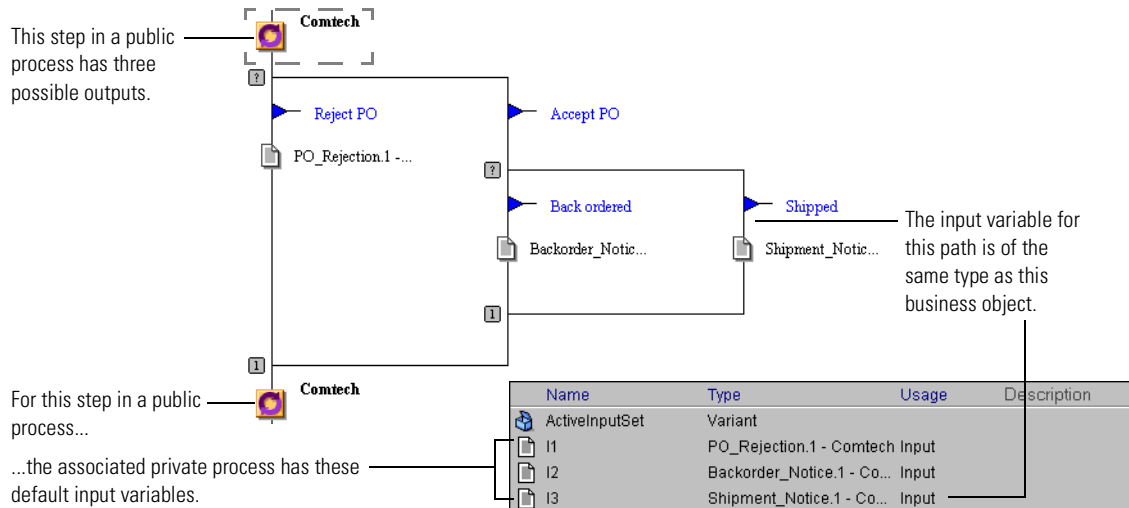 Comtech
This step in a public
process has three
possible outputs.
?
Reject PO
Accept PO
PO_Rejection.1 -...
?
Back ordered
Shipped
Backorder_Notic...
Shipment_Notic...
The input variable for
this path is of the
same type as this
business object.
1
1
Comtech
For this step in a public
process...
...the associated private process has these
default input variables.
Name Type Usage Description
ActiveInputSet Variant
I1 PO_Rejection.1 - Comtech Input
I2 Backorder_Notice.1 - Co... Input
I3 Shipment_Notice.1 - Co... Input